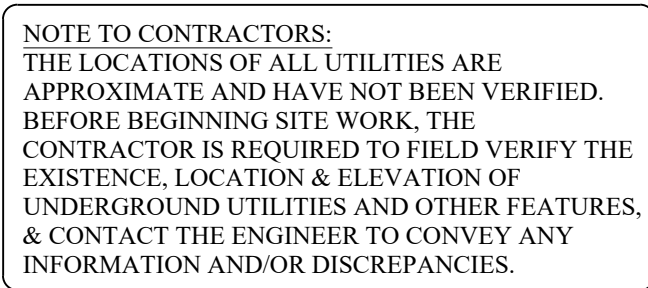 NOTE TO CONTRACTORS:
THE LOCATIONS OF ALL UTILITIES ARE
APPROXIMATE AND HAVE NOT BEEN VERIFIED.
BEFORE BEGINNING SITE WORK, THE
CONTRACTOR IS REQUIRED TO FIELD VERIFY THE
EXISTENCE, LOCATION & ELEVATION OF
UNDERGROUND UTILITIES AND OTHER FEATURES,
& CONTACT THE ENGINEER TO CONVEY ANY
INFORMATION AND/OR DISCREPANCIES.